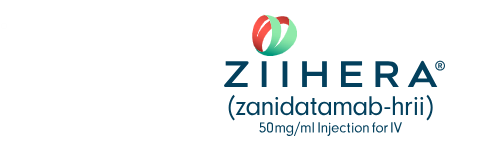 ZIIHERA®
(zanidatamab-hrii)
50mg/ml Injection for IV